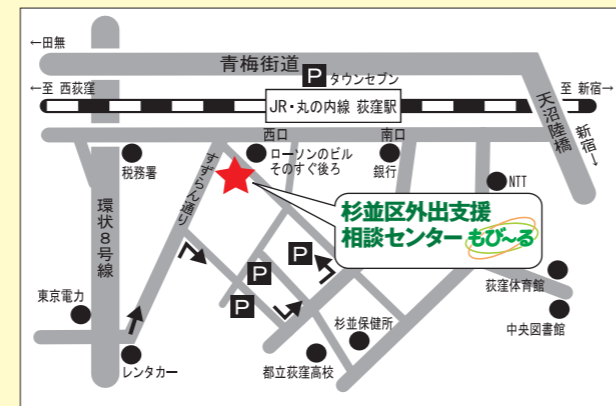 ←田無
青梅街道
P タウンセブン
←至 西荻窪
JR・丸の内線 荻窪駅
至 新宿→
天沼陸橋
新宿→
西口
南口
税務署
すずらん通り
ローソンのビル
そのすぐ後ろ
銀行
NTT
杉並区外出支援
相談センター もび〜る
環状8号線
P
P
荻窪体育館
東京電力
杉並保健所
中央図書館
レンタカー
都立荻窪高校